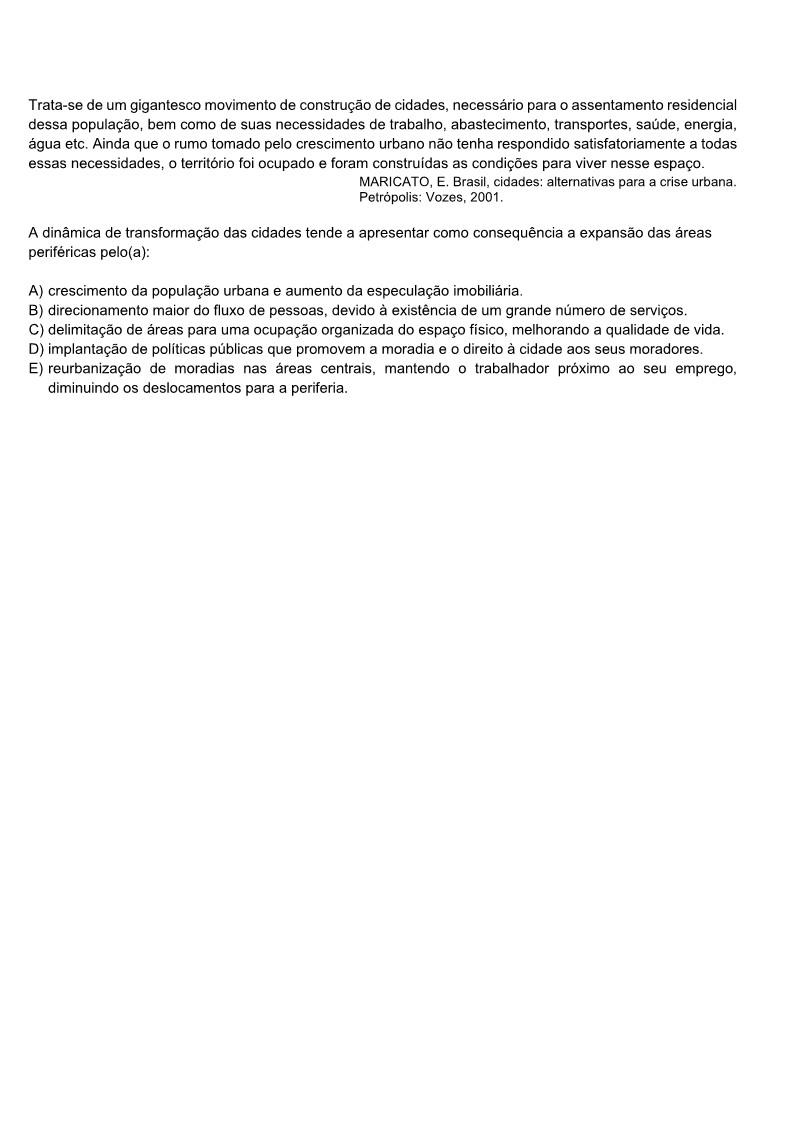 Trata-se de um gigantesco movimento de construção de cidades, necessário para o assentamento residencial
dessa população, bem como de suas necessidades de trabalho, abastecimento, transportes, saúde, energia,
água etc. Ainda que o rumo tomado pelo crescimento urbano não tenha respondido satisfatoriamente a todas
essas necessidades, o território foi ocupado e foram construídas as condições para viver nesse espaço.
MARICATO, E. Brasil, cidades: alternativas para a crise urbana.
Petrópolis: Vozes, 2001.
A dinâmica de transformação das cidades tende a apresentar como consequência a expansão das áreas
periféricas pelo(a):
A) crescimento da população urbana e aumento da especulação imobiliária.
B) direcionamento maior do fluxo de pessoas, devido à existência de um grande número de serviços.
C) delimitação de áreas para uma ocupação organizada do espaço físico, melhorando a qualidade de vida.
D) implantação de políticas públicas que promovem a moradia e o direito à cidade aos seus moradores.
E) reurbanização de moradias nas áreas centrais, mantendo o trabalhador próximo ao seu emprego,
diminuindo os deslocamentos para a periferia.